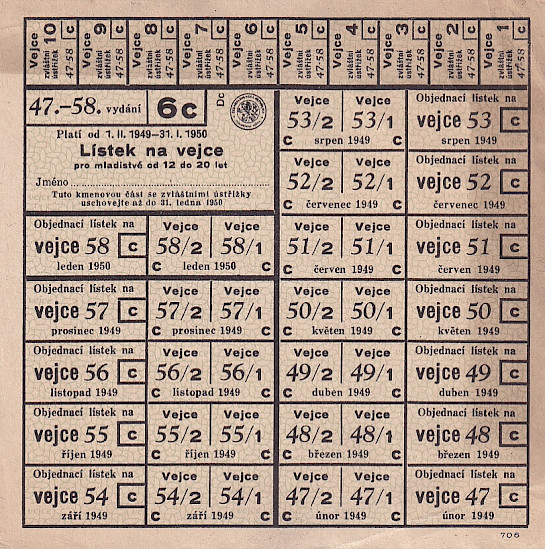 Vejce zvláštní ústřižek 10 47-58 C
Vejce zvláštní ústřižek 9 47-58 C
Vejce zvláštní ústřižek 8 47-58 C
Vejce zvláštní ústřižek 7 47-58 C
Vejce zvláštní ústřižek 6 47-58 C
Vejce zvláštní ústřižek 5 47-58 C
Vejce zvláštní ústřižek 4 47-58 C
Vejce zvláštní ústřižek 3 47-58 C
Vejce zvláštní ústřižek 2 47-58 C
Vejce zvláštní ústřižek 1 47-58 C
47.-58. vydání 6c Dc
Platí od 1. II. 1949-31. I. 1950
Lístek na vejce
pro mladistvé od 12 do 20 let
Jméno
Tuto kmenovou část se zvláštními ústřižky
uschovejte až do 31. ledna 1950
Vejce Vejce
53/2 53/1
C srpen 1949 C
Objednací lístek na
vejce 53 C
srpen 1949
Vejce Vejce
52/2 52/1
C červenec 1949 C
Objednací lístek na
vejce 52 C
červenec 1949
Objednací lístek na
vejce 58 C
leden 1950
Vejce Vejce
58/2 58/1
C leden 1950 C
Vejce Vejce
51/2 51/1
C červen 1949 C
Objednací lístek na
vejce 51 C
červen 1949
Objednací lístek na
vejce 57 C
prosinec 1949
Vejce Vejce
57/2 57/1
C prosinec 1949 C
Vejce Vejce
50/2 50/1
C květen 1949 C
Objednací lístek na
vejce 50 C
květen 1949
Objednací lístek na
vejce 56 C
listopad 1949
Vejce Vejce
56/2 56/1
C listopad 1949 C
Vejce Vejce
49/2 49/1
C duben 1949 C
Objednací lístek na
vejce 49 C
duben 1949
Objednací lístek na
vejce 55 C
říjen 1949
Vejce Vejce
55/2 55/1
C říjen 1949 C
Vejce Vejce
48/2 48/1
C březen 1949 C
Objednací lístek na
vejce 48 C
březen 1949
Objednací lístek na
vejce 54 C
září 1949
Vejce Vejce
54/2 54/1
C září 1949 C
Vejce Vejce
47/2 47/1
C únor 1949 C
Objednací lístek na
vejce 47 C
únor 1949
706